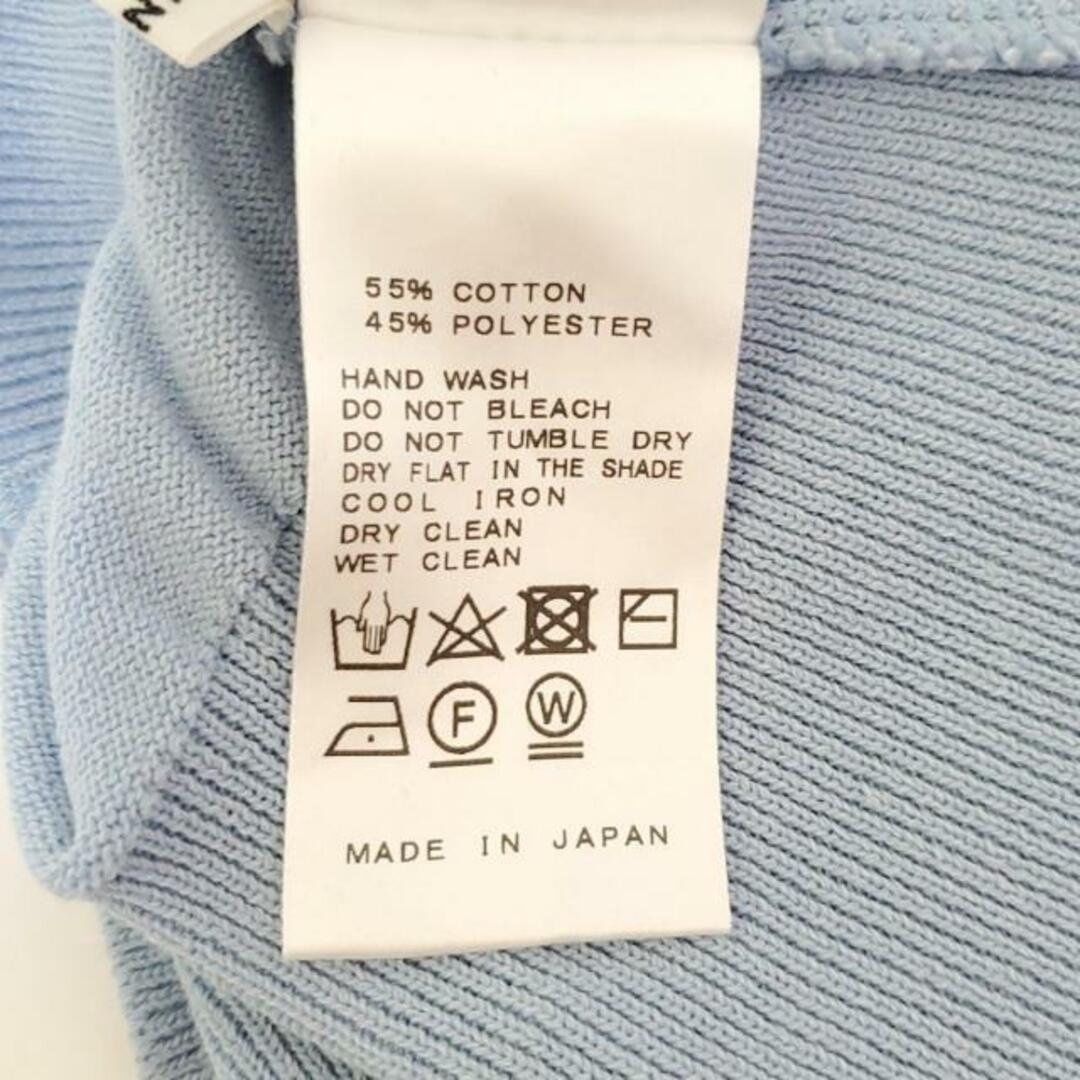 55% COTTON
45% POLYESTER
HAND WASH
DO NOT BLEACH
DO NOT TUMBLE DRY
DRY FLAT IN THE SHADE
COOL IRON
DRY CLEAN
WET CLEAN
F W
MADE IN JAPAN